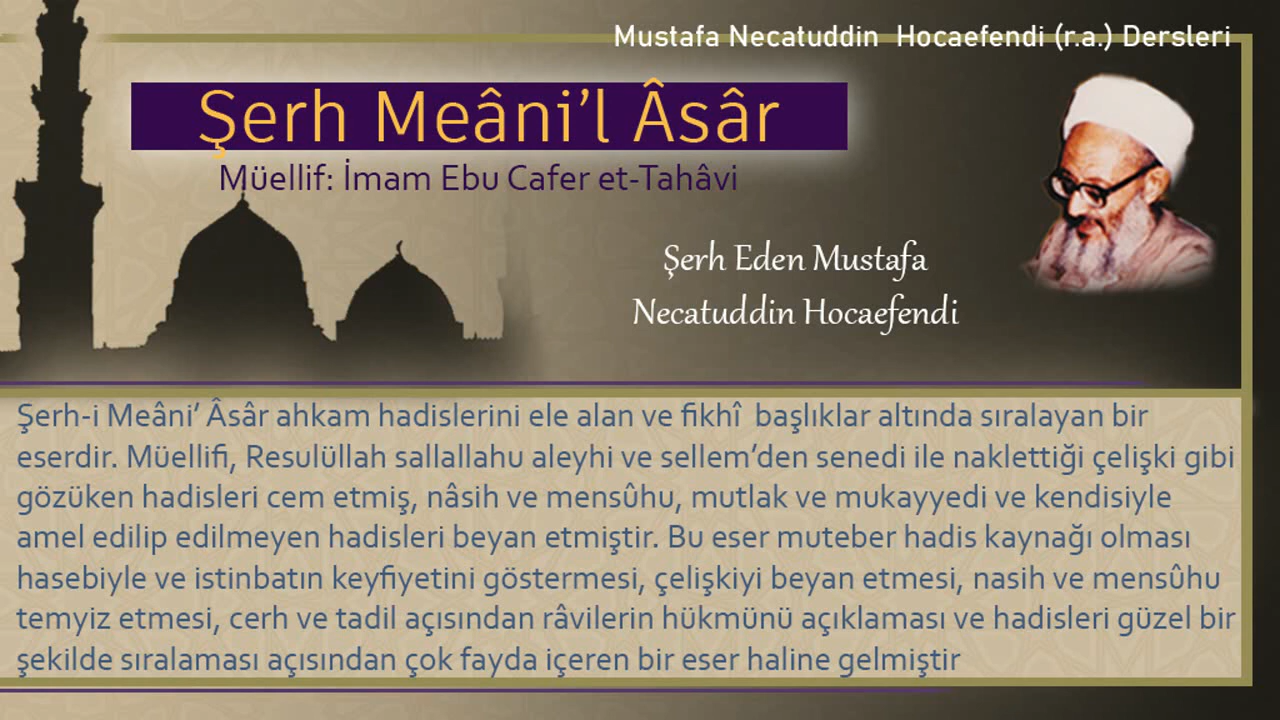 Mustafa Necatuddin Hocaefendi (r.a.) Dersleri
Şerh Meâni’l Âsâr
Müellif: İmam Ebu Cafer et-Tahâvi
Şerh Eden Mustafa
Necatuddin Hocaefendi
Şerh-i Meâni’ Âsâr ahkam hadislerini ele alan ve fikhî başlıklar altında sıralayan bir
eserdir. Müellifi, Resulüllah sallallahu aleyhi ve sellem’den senedi ile naklettiği çelişki gibi
gözüken hadisleri cem etmiş, nâsih ve mensûhu, mutlak ve mukayyedi ve kendisiyle
amel edilip edilmeyen hadisleri beyan etmiştir. Bu eser muteber hadis kaynağı olması
hasebiyle ve istinbatın keyfiyetini göstermesi, çelişkiyi beyan etmesi, nasih ve mensûhu
temyiz etmesi, cerh ve tadil açısından râvilerin hükmünü açıklaması ve hadisleri güzel bir
şekilde sıralaması açısından çok fayda içeren bir eser haline gelmiştir